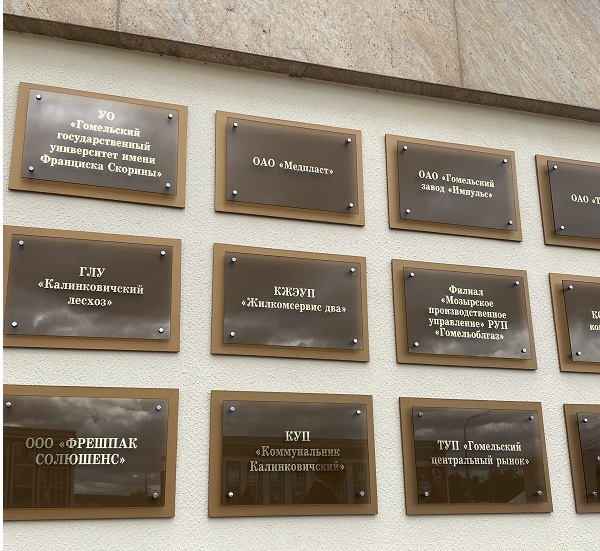 УО
«Гомельский
государственный
университет имени
Франциска Скорины»
ОАО «Медпласт»
ОАО «Гомельский
завод «Импульс»
ОАО
ГЛУ
«Калинковичский
лесхоз»
КЖЭУП
«Жилкомсервис два»
Филиал
«Мозырское
производственное
управление» РУП
«Гомельоблгаз»
ООО «ФРЕШПАК
СОЛЮШЕНС»
КУП
«Коммунальник
Калинковичский»
ТУП «Гомельский
центральный рынок»